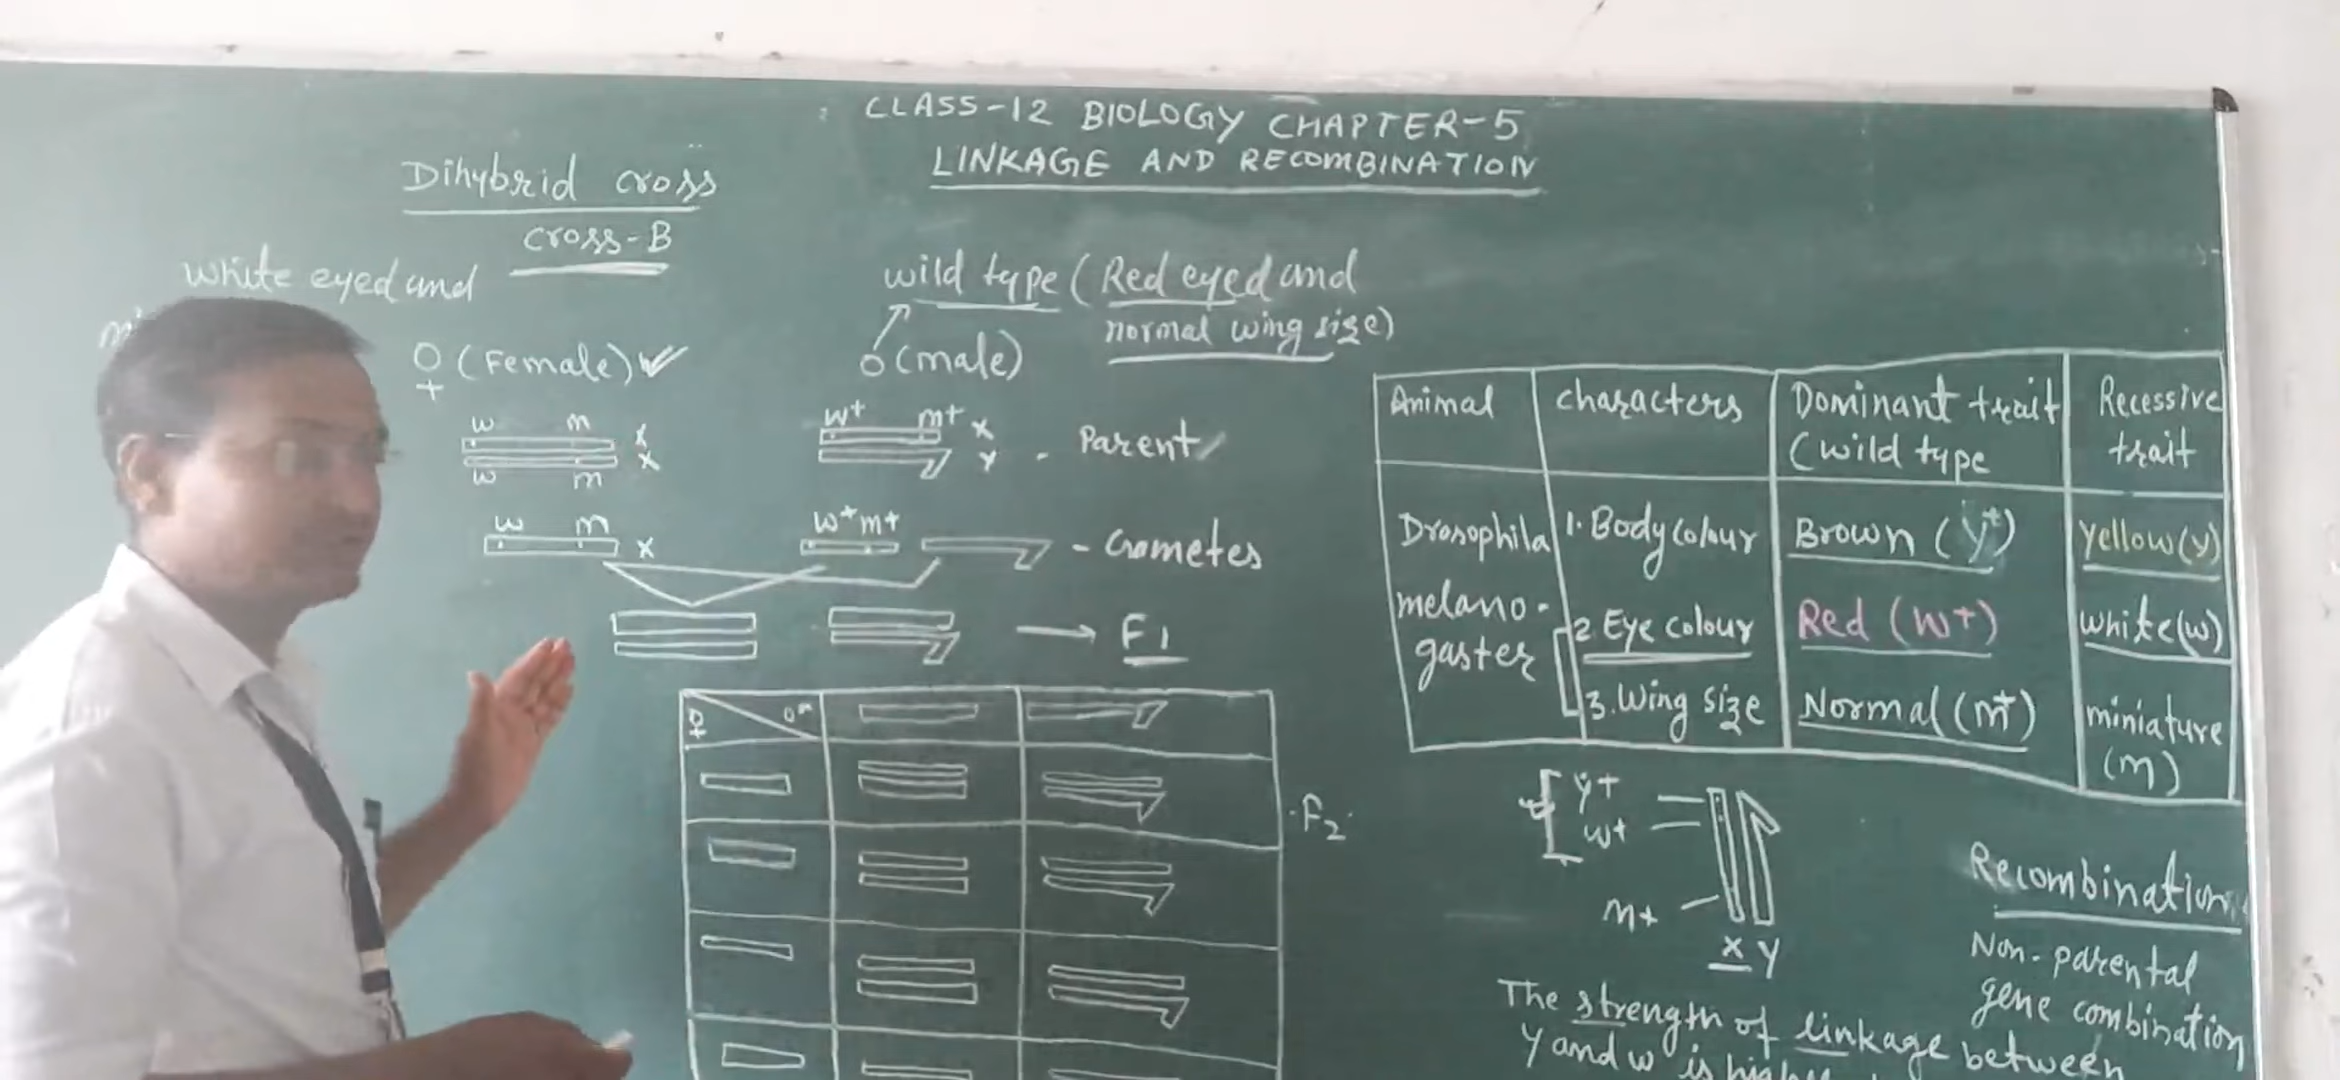 CLASS-12 BIOLOGY CHAPTER-5
LINKAGE AND RECOMBINATION
Dihybrid cross
cross-B
white eyed and
♀ (Female) ✓
wild type (Red eyed and
normal wing size)
(male)
w m X
w m X
w+ m+ X
Y - Parent
w m X
w+ m+ - Gametes
→ F1
♀ ♂
F2
Animal
characters
Dominant trait
(wild type
Recessive
trait
Drosophila
melano-
gaster
1. Body colour
Brown (y+)
yellow(y)
2 Eye colour
Red (w+)
white(w)
3. Wing size
Normal (m+)
miniature
(m)
y+
w+
m+
X Y
Recombination
Non-parental
gene combination
The strength of linkage between
y and w is